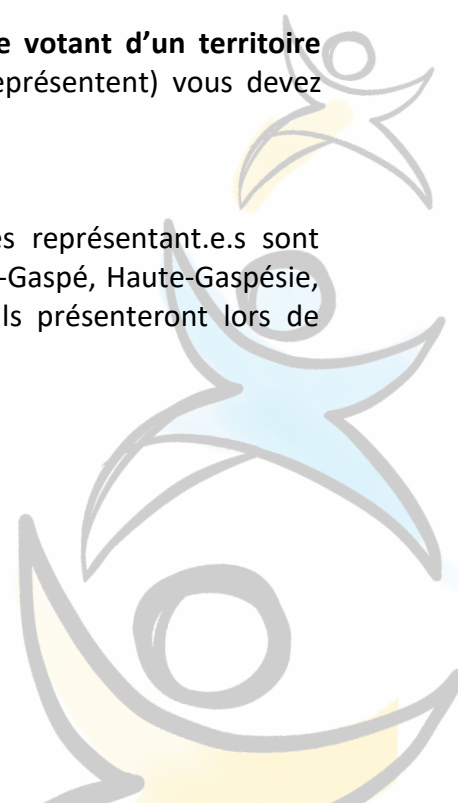 e votant d’un territoire
eprésentent) vous devez
es représentant.e.s sont
-Gaspé, Haute-Gaspésie,
ls présenteront lors de